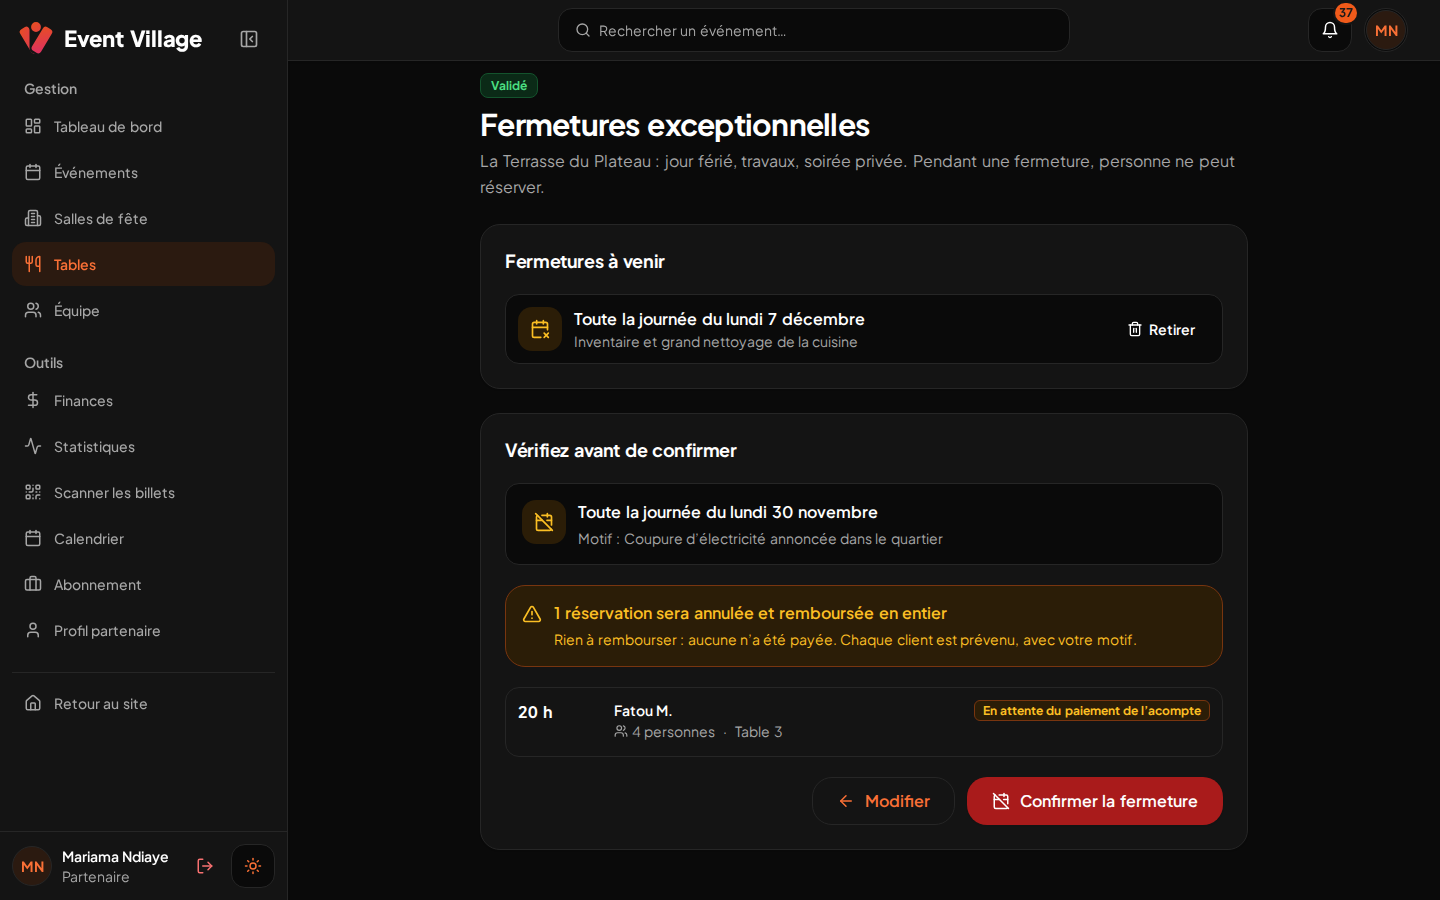 Event Village
Gestion
Tableau de bord
Événements
Salles de fête
Tables
Équipe
Outils
Finances
Statistiques
Scanner les billets
Calendrier
Abonnement
Profil partenaire
Retour au site
MN
Mariama Ndiaye
Partenaire
Rechercher un événement...
37
MN
Validé
Fermetures exceptionnelles
La Terrasse du Plateau : jour férié, travaux, soirée privée. Pendant une fermeture, personne ne peut
réserver.
Fermetures à venir
Toute la journée du lundi 7 décembre
Inventaire et grand nettoyage de la cuisine
Retirer
Vérifiez avant de confirmer
Toute la journée du lundi 30 novembre
Motif : Coupure d’électricité annoncée dans le quartier
1 réservation sera annulée et remboursée en entier
Rien à rembourser : aucune n’a été payée. Chaque client est prévenu, avec votre motif.
20 h
Fatou M.
En attente du paiement de l’acompte
4 personnes · Table 3
Modifier
Confirmer la fermeture